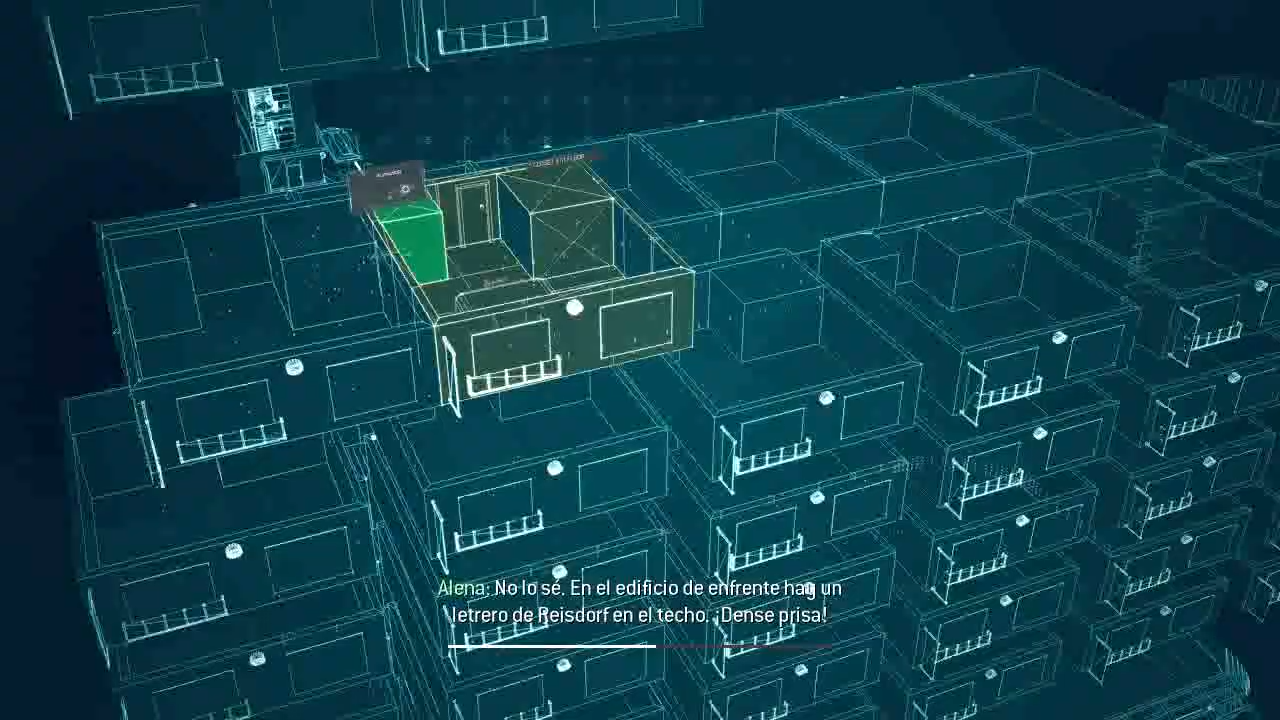 Alena: No lo sé. En el edificio de enfrente hay un
letrero de Reisdorf en el techo. ¡Dense prisa!